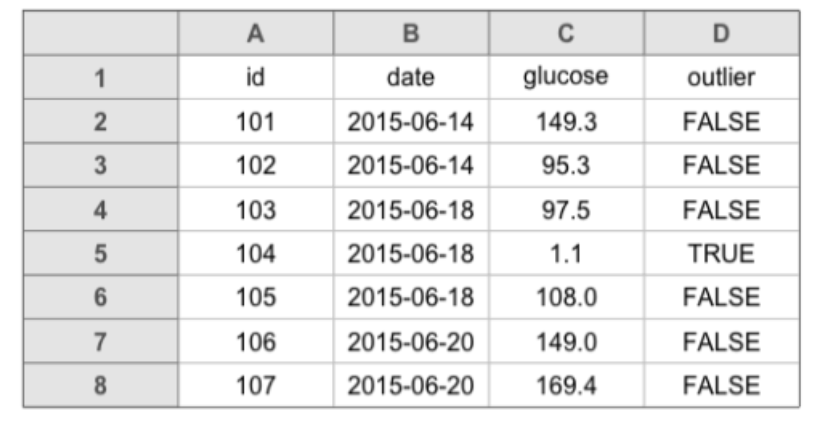 A B C D
1 id date glucose outlier
2 101 2015-06-14 149.3 FALSE
3 102 2015-06-14 95.3 FALSE
4 103 2015-06-18 97.5 FALSE
5 104 2015-06-18 1.1 TRUE
6 105 2015-06-18 108.0 FALSE
7 106 2015-06-20 149.0 FALSE
8 107 2015-06-20 169.4 FALSE